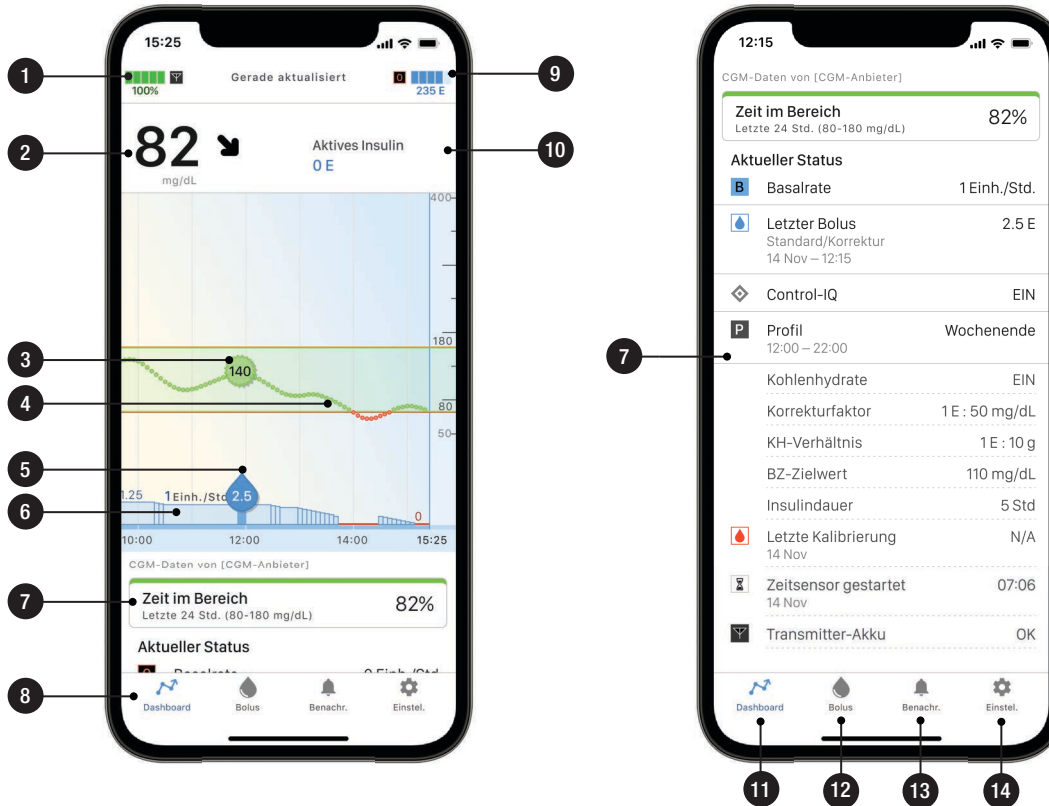 15:25
1
100%
Gerade aktualisiert
0
235 E
9
2
82
mg/dL
Aktives Insulin
0 E
10
400
180
3
140
4
80
50
5
1.25
1 Einh./Std
2.5
6
0
10:00
12:00
14:00
15:25
CGM-Daten von [CGM-Anbieter]
7
Zeit im Bereich
82%
Letzte 24 Std. (80-180 mg/dL)
Aktueller Status
0 Basalrate 0 Einh./Std
8
Dashboard
Bolus
Benachr.
Einstel.
12:15
CGM-Daten von [CGM-Anbieter]
Zeit im Bereich
82%
Letzte 24 Std. (80-180 mg/dL)
Aktueller Status
B Basalrate 1 Einh./Std.
Letzter Bolus 2.5 E
Standard/Korrektur
14 Nov – 12:15
Control-IQ EIN
P Profil Wochenende
12:00 – 22:00
7
Kohlenhydrate EIN
Korrekturfaktor 1 E : 50 mg/dL
KH-Verhältnis 1 E : 10 g
BZ-Zielwert 110 mg/dL
Insulindauer 5 Std
Letzte Kalibrierung N/A
14 Nov
Zeitsensor gestartet 07:06
14 Nov
Transmitter-Akku OK
Dashboard
Bolus
Benachr.
Einstel.
11
12
13
14